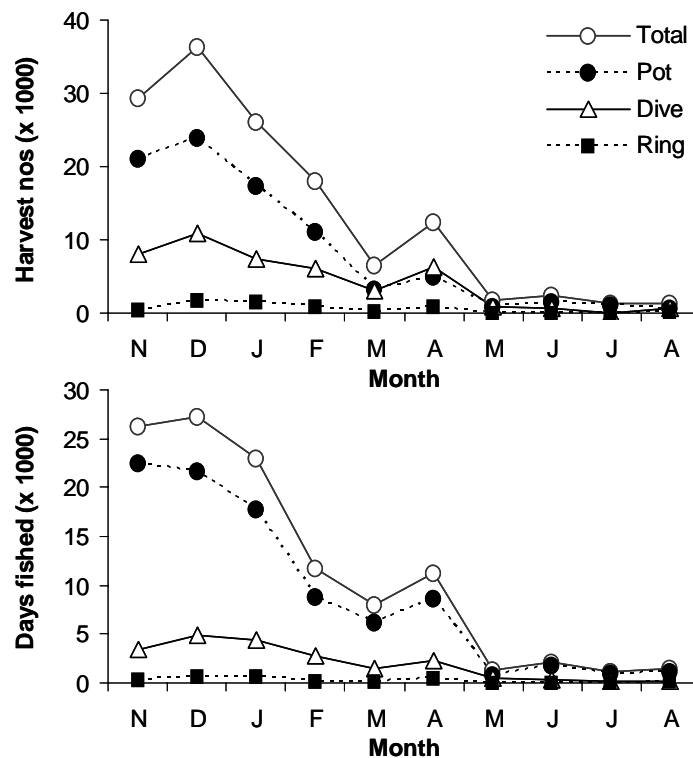 Harvest nos (x 1000)
40
30
20
10
0
Total
Pot
Dive
Ring
N D J F M A M J J A
Month
Days fished (x 1000)
30
25
20
15
10
5
0
N D J F M A M J J A
Month